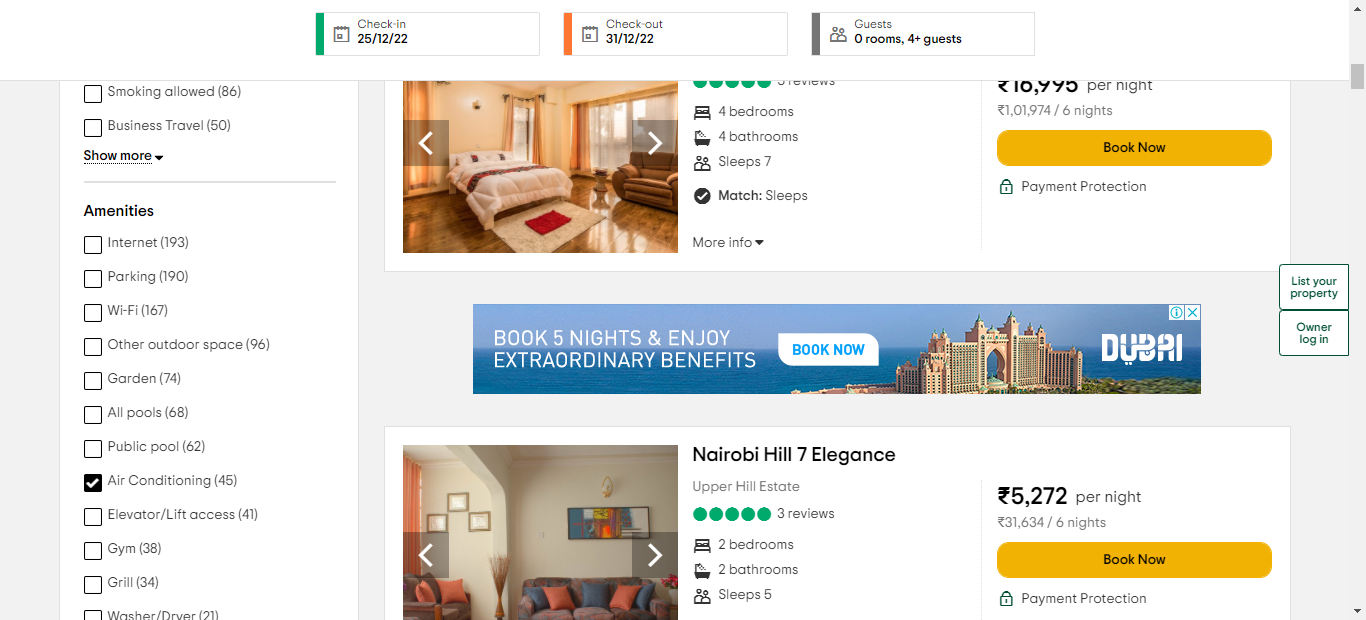 Check-in
25/12/22
Check-out
31/12/22
Guests
0 rooms, 4+ guests
Smoking allowed (86)
Business Travel (50)
Show more
Amenities
Internet (193)
Parking (190)
Wi-Fi (167)
Other outdoor space (96)
Garden (74)
All pools (68)
Public pool (62)
Air Conditioning (45)
Elevator/Lift access (41)
Gym (38)
Grill (34)
Washer/Dryer (21)
3 reviews
4 bedrooms
4 bathrooms
Sleeps 7
Match: Sleeps
More info
₹16,995 per night
₹1,01,974 / 6 nights
Book Now
Payment Protection
List your
property
Owner
log in
BOOK 5 NIGHTS & ENJOY
EXTRAORDINARY BENEFITS
BOOK NOW
DUBAI
Nairobi Hill 7 Elegance
Upper Hill Estate
3 reviews
2 bedrooms
2 bathrooms
Sleeps 5
₹5,272 per night
₹31,634 / 6 nights
Book Now
Payment Protection